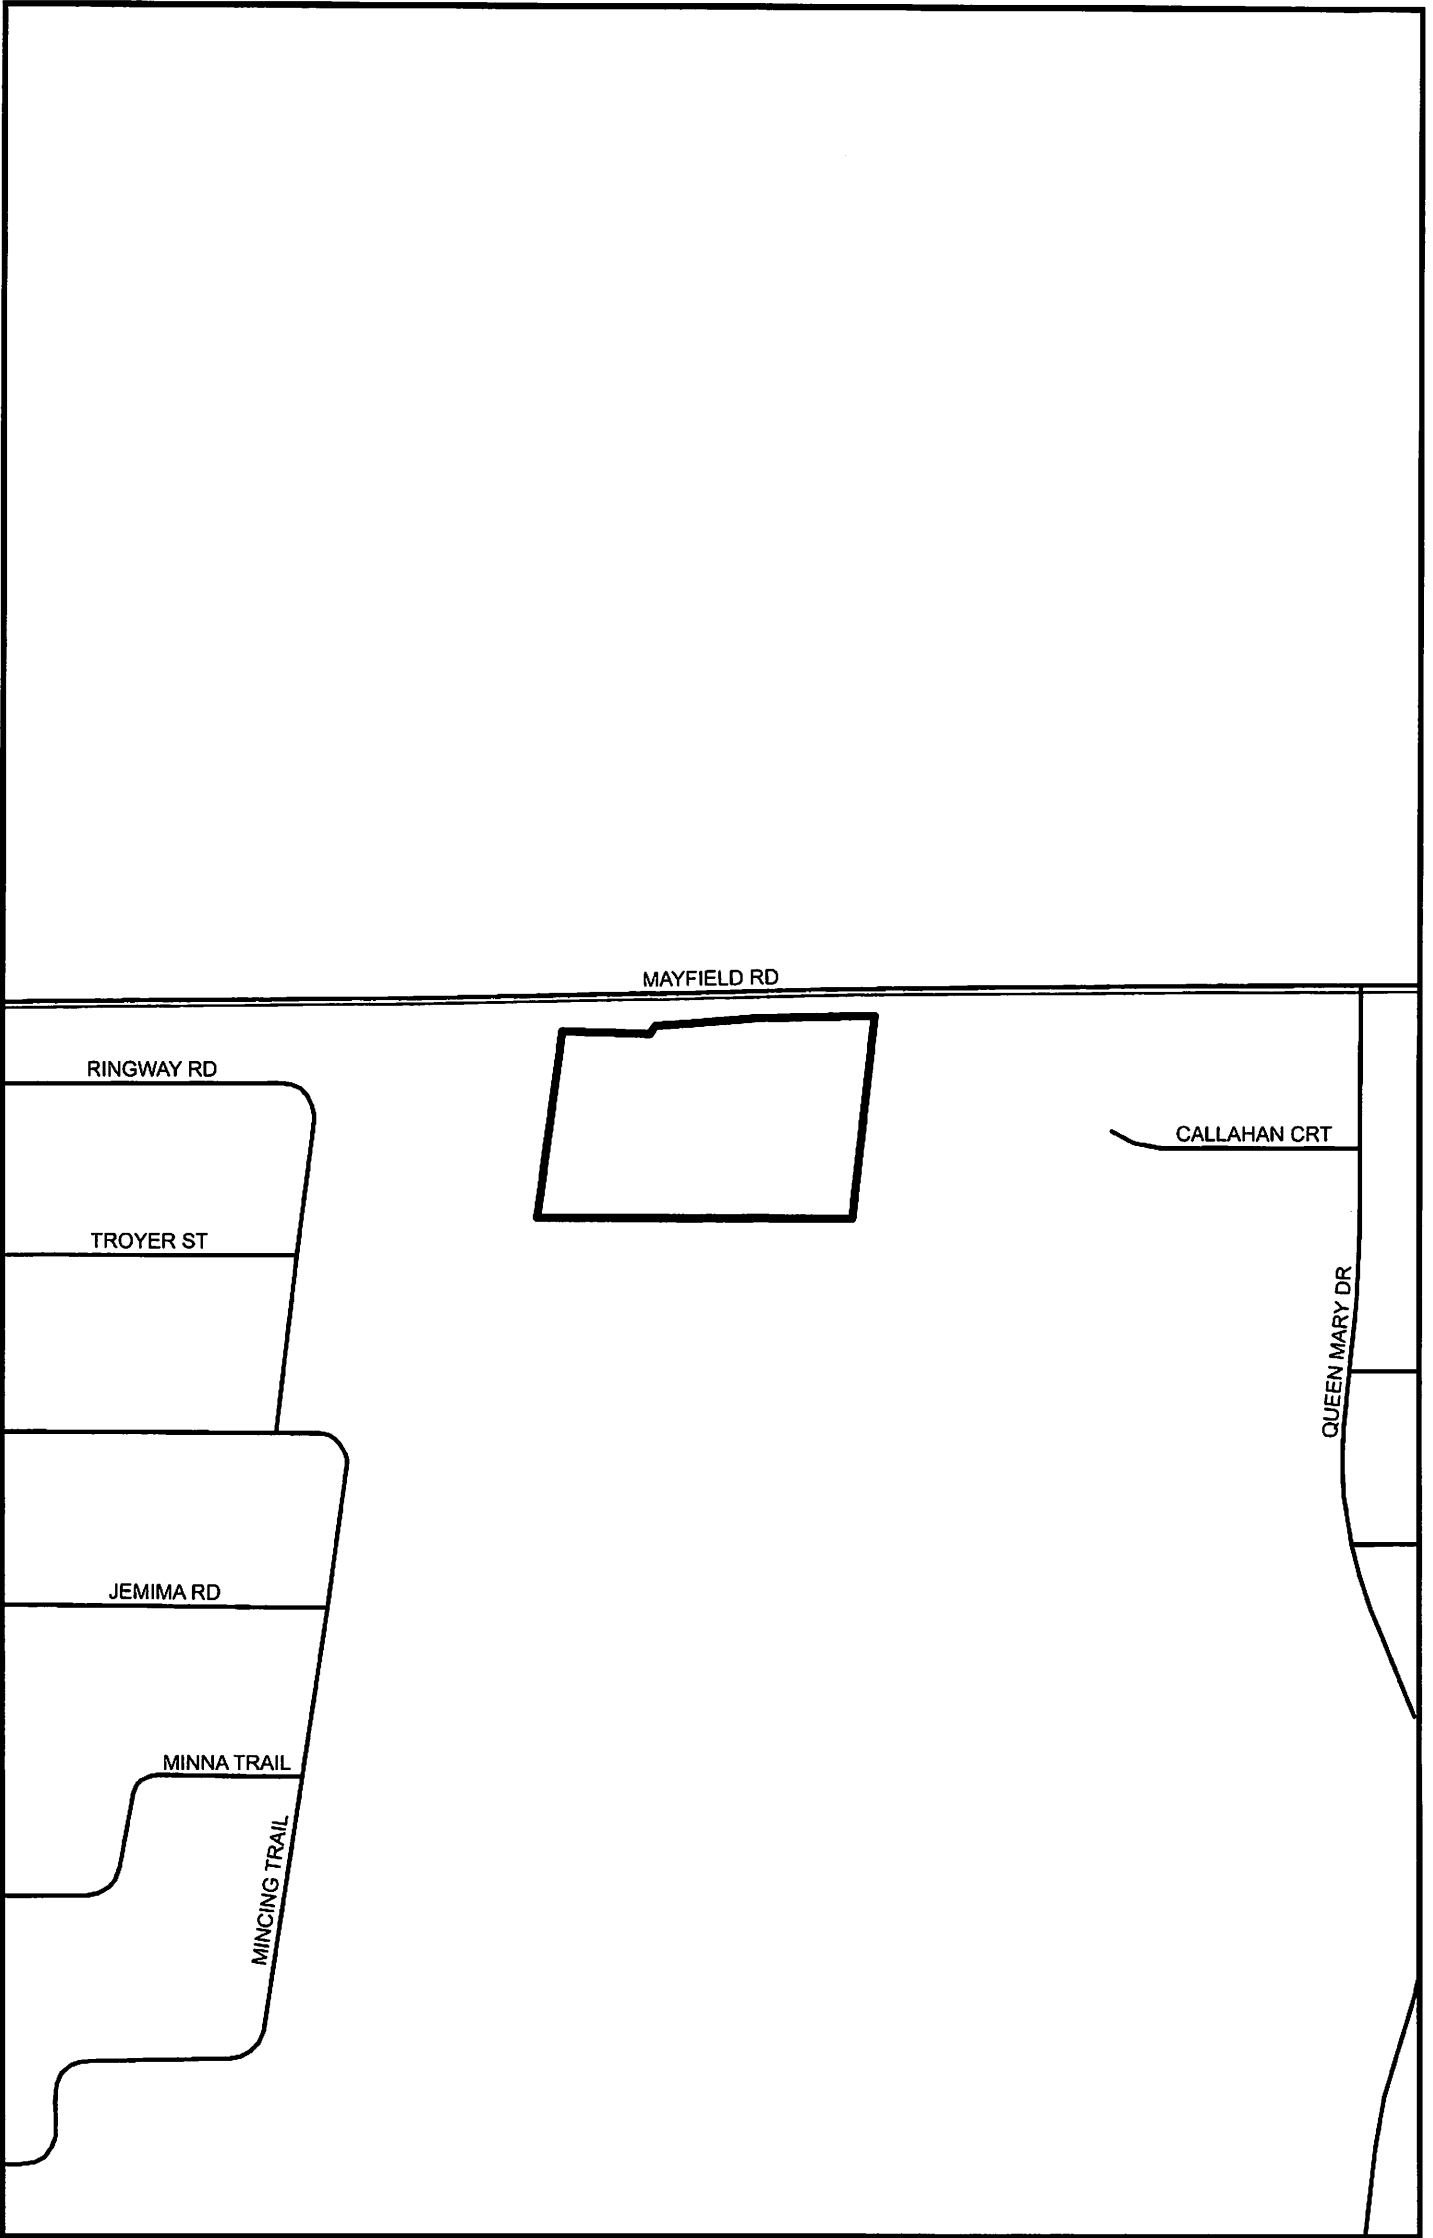 MAYFIELD RD
RINGWAY RD
CALLAHAN CRT
TROYER ST
QUEEN MARY DR
JEMIMA RD
MINNA TRAIL
MINCING TRAIL